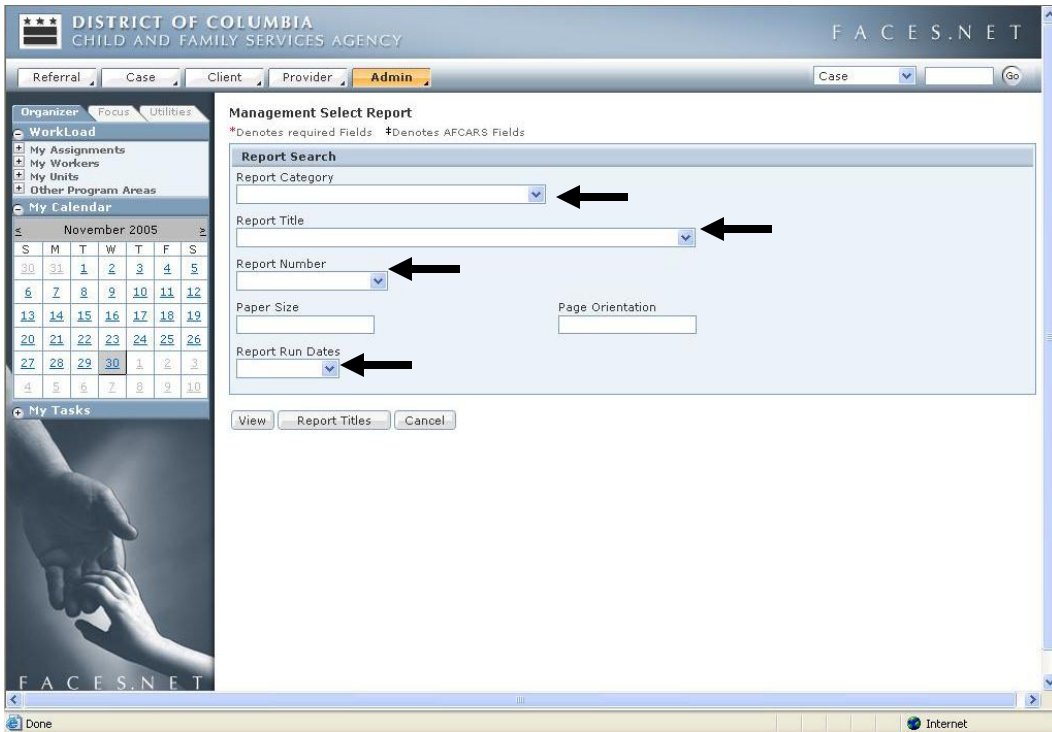 DISTRICT OF COLUMBIA
CHILD AND FAMILY SERVICES AGENCY
FACES.NET
Referral Case Client Provider Admin
Case Go
Organizer Focus Utilities
WorkLoad
My Assignments
My Workers
My Units
Other Program Areas
My Calendar
< November 2005 >
S M T W T F S
30 31 1 2 3 4 5
6 7 8 9 10 11 12
13 14 15 16 17 18 19
20 21 22 23 24 25 26
27 28 29 30 1 2 3
4 5 6 7 8 9 10
My Tasks
FACES.NET
Management Select Report
*Denotes required Fields ‡Denotes AFCARS Fields
Report Search
Report Category
Report Title
Report Number
Paper Size Page Orientation
Report Run Dates
View Report Titles Cancel
Done Internet